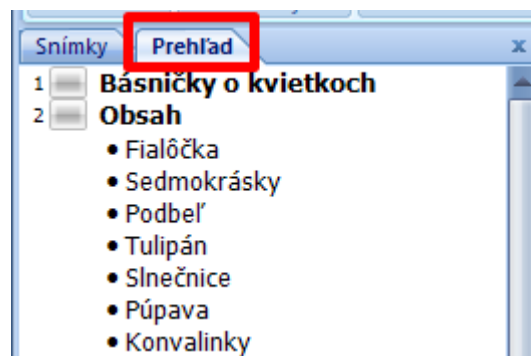 Snímky Prehľad x
1 Básničky o kvietkoch
2 Obsah
• Fialôčka
• Sedmokrásky
• Podbeľ
• Tulipán
• Slnečnice
• Púpava
• Konvalinky